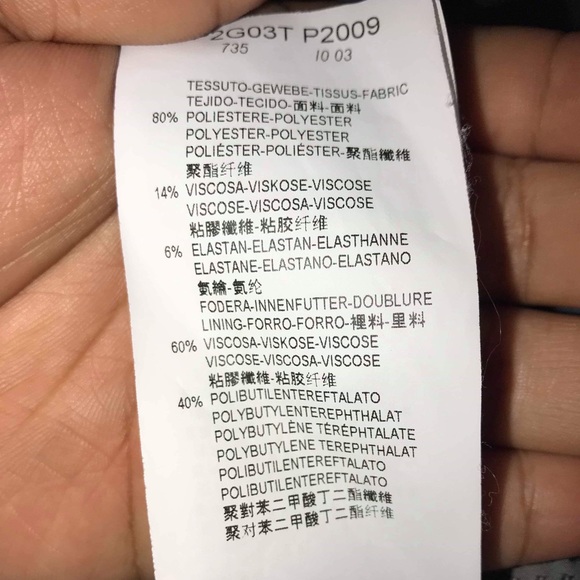 2G03T P2009
735 10 03
TESSUTO-GEWEBE-TISSUS-FABRIC
TEJIDO-TECIDO-面料-面料
80% POLIESTERE-POLYESTER
POLYESTER-POLYESTER
POLIÉSTER-POLIÉSTER-聚酯纖維
聚酯纤维
14% VISCOSA-VISKOSE-VISCOSE
VISCOSE-VISCOSA-VISCOSE
粘膠纖維-粘胶纤维
6% ELASTAN-ELASTAN-ELASTHANNE
ELASTANE-ELASTANO-ELASTANO
氨綸-氨纶
FODERA-INNENFUTTER-DOUBLURE
LINING-FORRO-FORRO-裡料-里料
60% VISCOSA-VISKOSE-VISCOSE
VISCOSE-VISCOSA-VISCOSE
粘膠纖維-粘胶纤维
40% POLIBUTILENTEREFTALATO
POLYBUTYLENTEREPHTHALAT
POLYBUTYLÈNE TÉRÉPHTALATE
POLYBUTYLENE TEREPHTHALAT
POLIBUTILENTEREFTALATO
POLIBUTILENTEREFTALATO
聚對苯二甲酸丁二酯纖維
聚对苯二甲酸丁二酯纤维